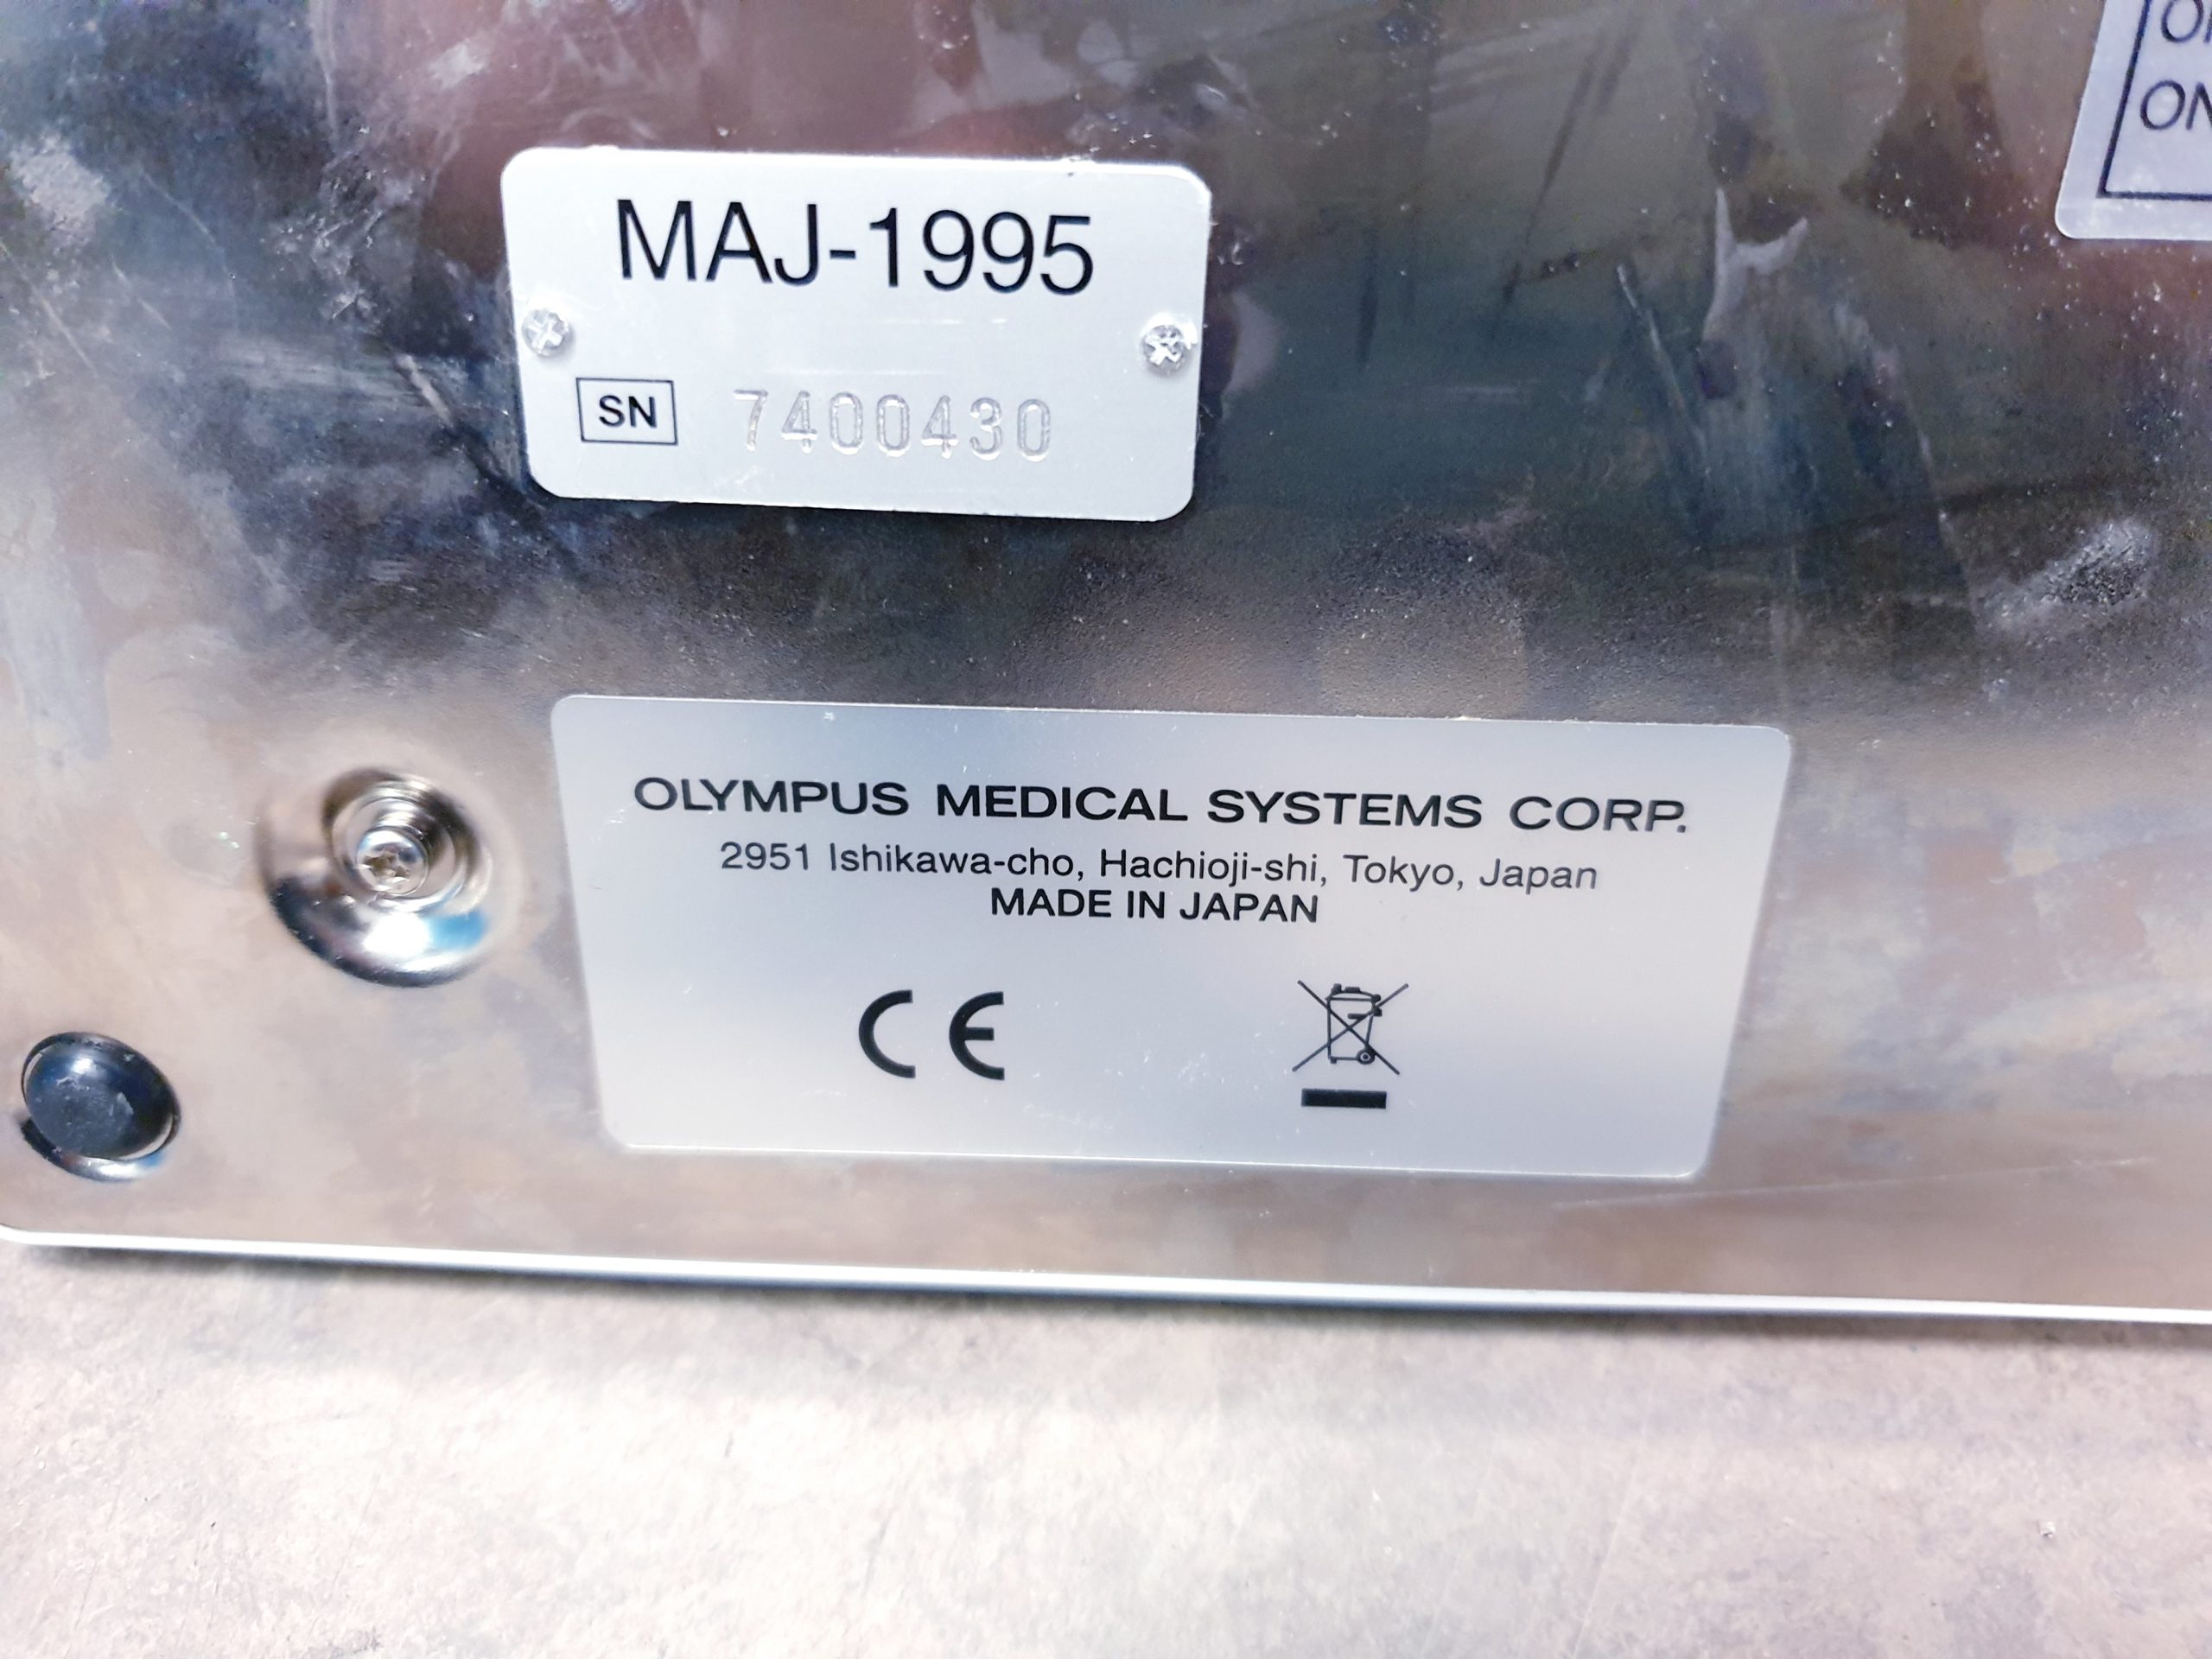 ON
MAJ-1995
SN 7400430
OLYMPUS MEDICAL SYSTEMS CORP.
2951 Ishikawa-cho, Hachioji-shi, Tokyo, Japan
MADE IN JAPAN
CE